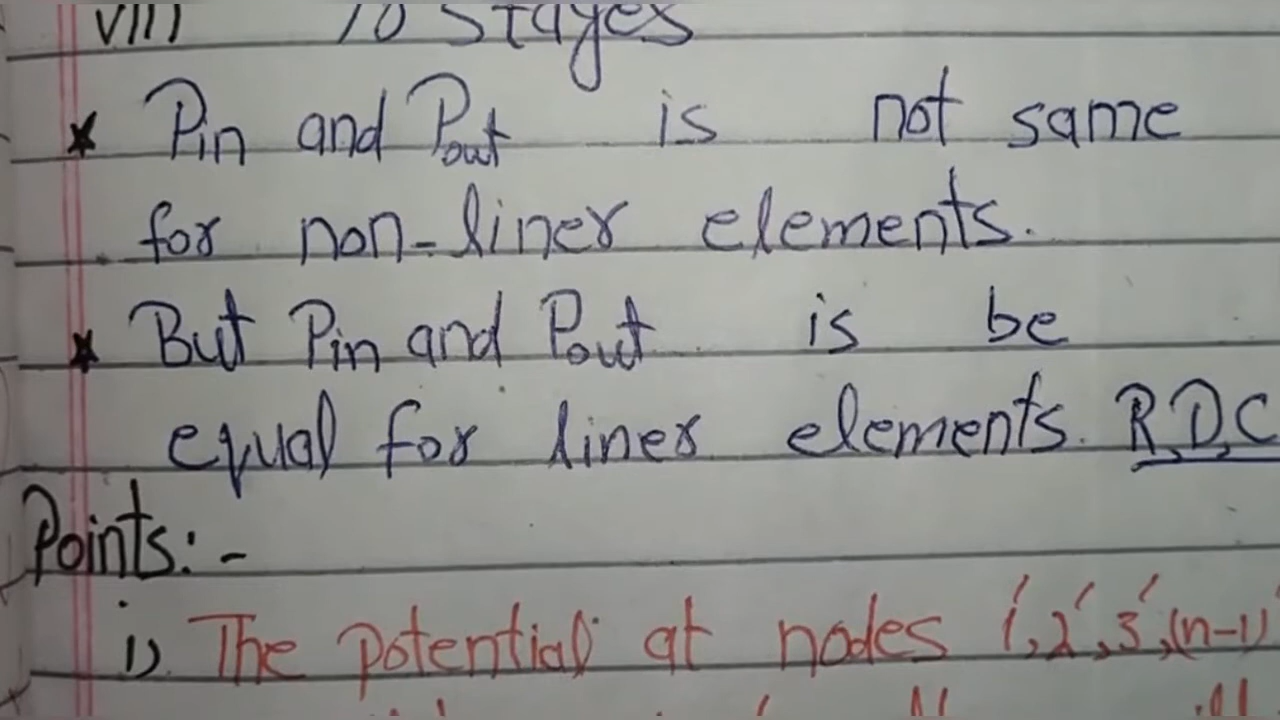 viii 10 stages
* Pin and Pout is not same
for non-liner elements.
* But Pin and Pout is be
equal for liner elements. R,D,C
Points:-
i) The potential at nodes 1', 2', 3', (n-1)'